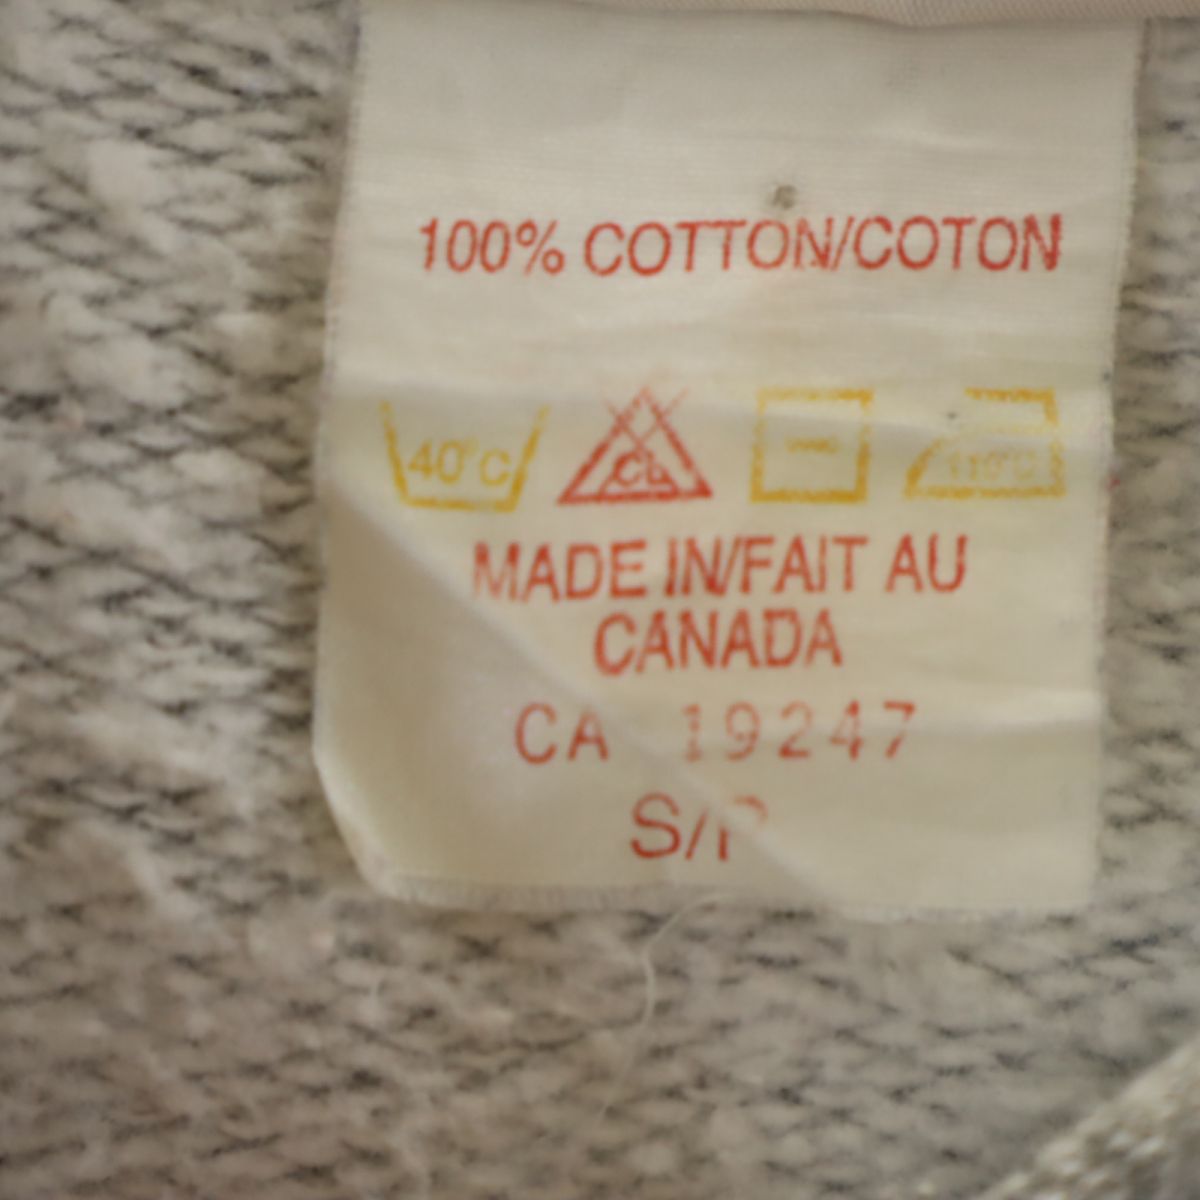 100% COTTON/COTON
40°C CL 110°C
MADE IN/FAIT AU
CANADA
CA 19247
S/P